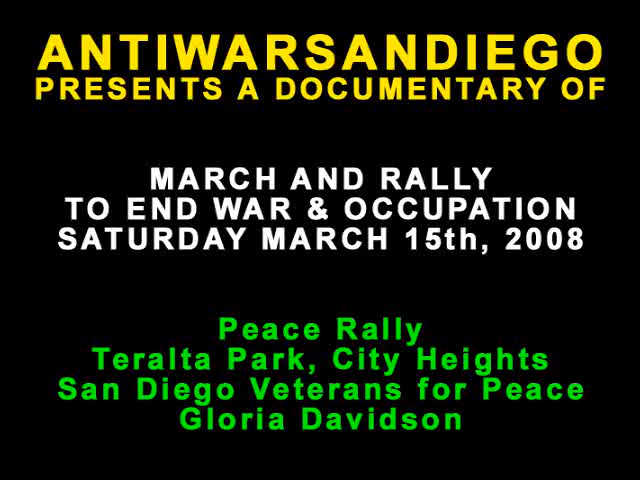 ANTIWARSANDIEGO
PRESENTS A DOCUMENTARY OF
MARCH AND RALLY
TO END WAR & OCCUPATION
SATURDAY MARCH 15th, 2008
Peace Rally
Teralta Park, City Heights
San Diego Veterans for Peace
Gloria Davidson